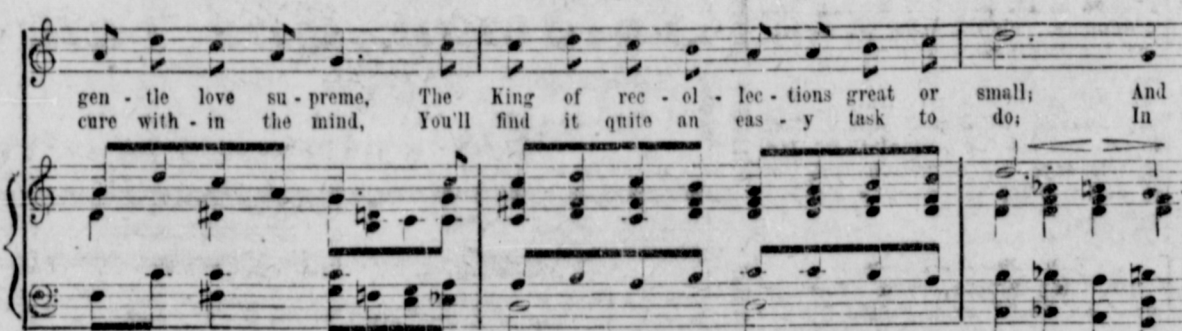 gen - tle love su - preme, The King of rec - ol - lec - tions great or small; And
cure with - in the mind, You'll find it quite an eas - y task to do; In